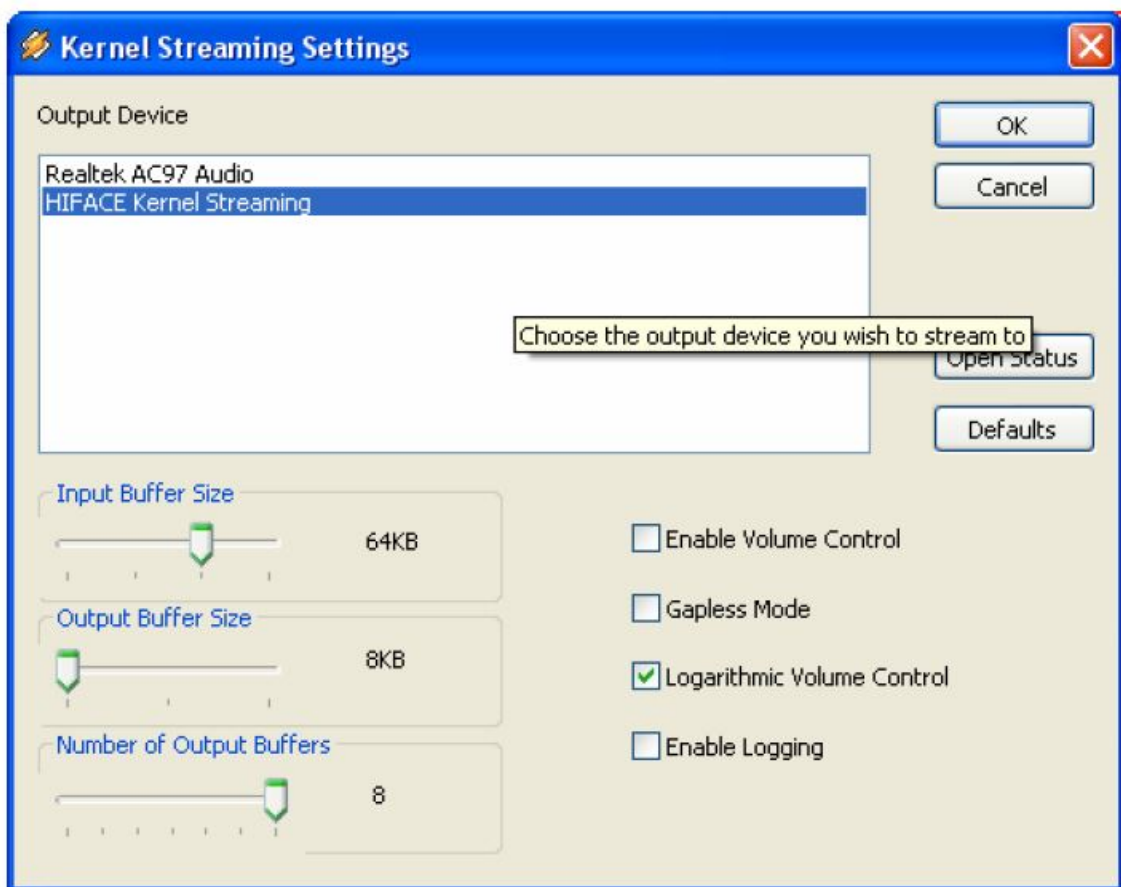 Kernel Streaming Settings
Output Device
OK
Realtek AC97 Audio
HIFACE Kernel Streaming
Cancel
Choose the output device you wish to stream to
Open Status
Defaults
Input Buffer Size
64KB
Enable Volume Control
Gapless Mode
Output Buffer Size
8KB
Logarithmic Volume Control
Number of Output Buffers
8
Enable Logging